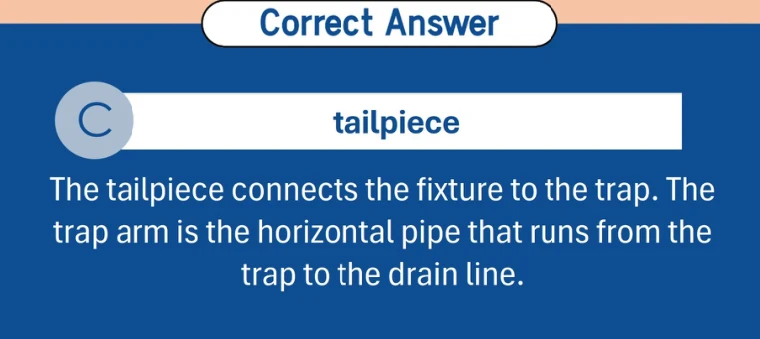 Correct Answer
C
tailpiece
The tailpiece connects the fixture to the trap. The
trap arm is the horizontal pipe that runs from the
trap to the drain line.